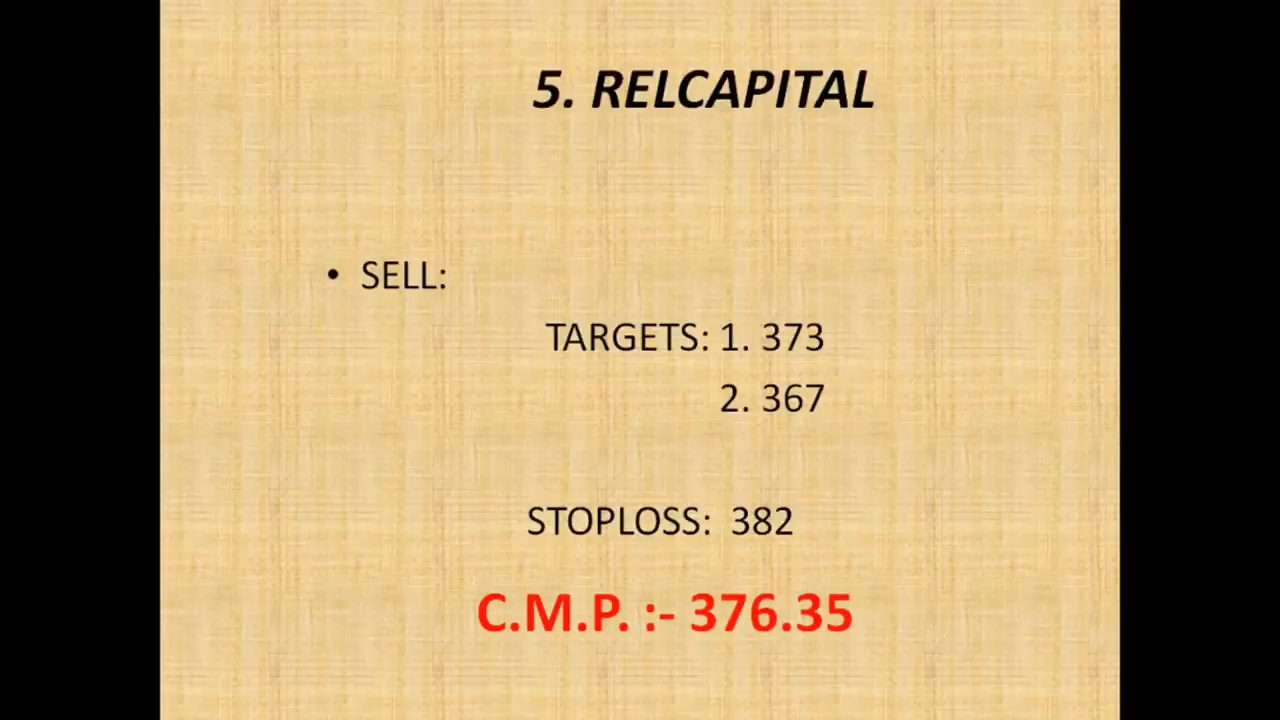 5. RELCAPITAL
• SELL:
TARGETS: 1. 373
2. 367
STOPLOSS: 382
C.M.P. :- 376.35